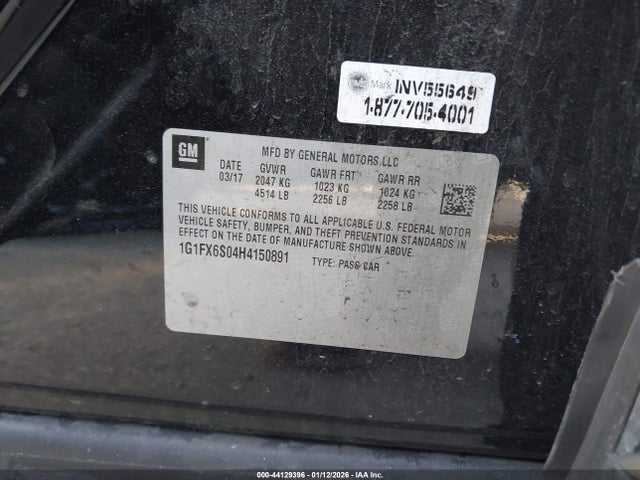 Mark INV55649
1-877-705-4001
GM
MFD BY GENERAL MOTORS LLC
DATE GVWR GAWR FRT GAWR RR
03/17 2047 KG 1023 KG 1024 KG
4514 LB 2256 LB 2258 LB
THIS VEHICLE CONFORMS TO ALL APPLICABLE U.S. FEDERAL MOTOR
VEHICLE SAFETY, BUMPER, AND THEFT PREVENTION STANDARDS IN
EFFECT ON THE DATE OF MANUFACTURE SHOWN ABOVE.
1G1FX6S04H4150891 TYPE: PASS CAR
000-44129396 - 01/12/2026 - IAA Inc.